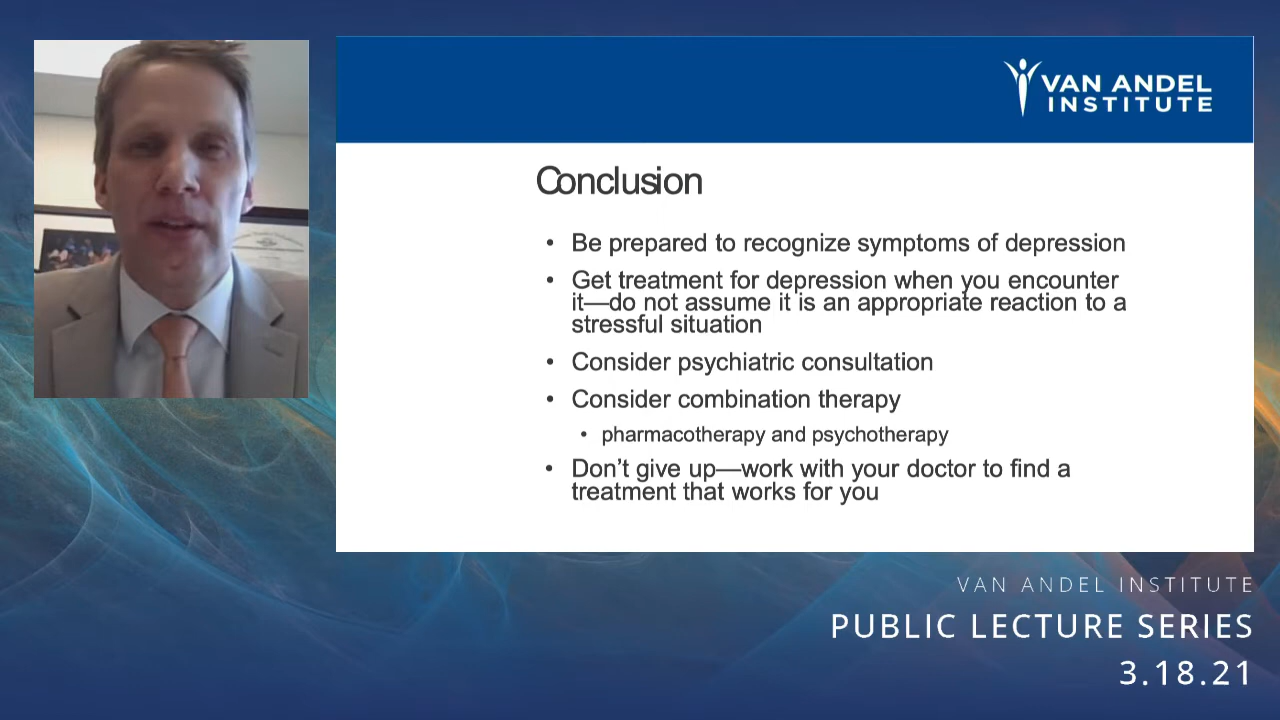 VAN ANDEL
INSTITUTE
Conclusion
• Be prepared to recognize symptoms of depression
• Get treatment for depression when you encounter
it—do not assume it is an appropriate reaction to a
stressful situation
• Consider psychiatric consultation
• Consider combination therapy
• pharmacotherapy and psychotherapy
• Don’t give up—work with your doctor to find a
treatment that works for you
VAN ANDEL INSTITUTE
PUBLIC LECTURE SERIES
3.18.21